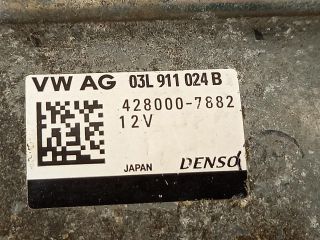 VW AG 03L 911 024 B
428000-7882
12V
JAPAN DENSO